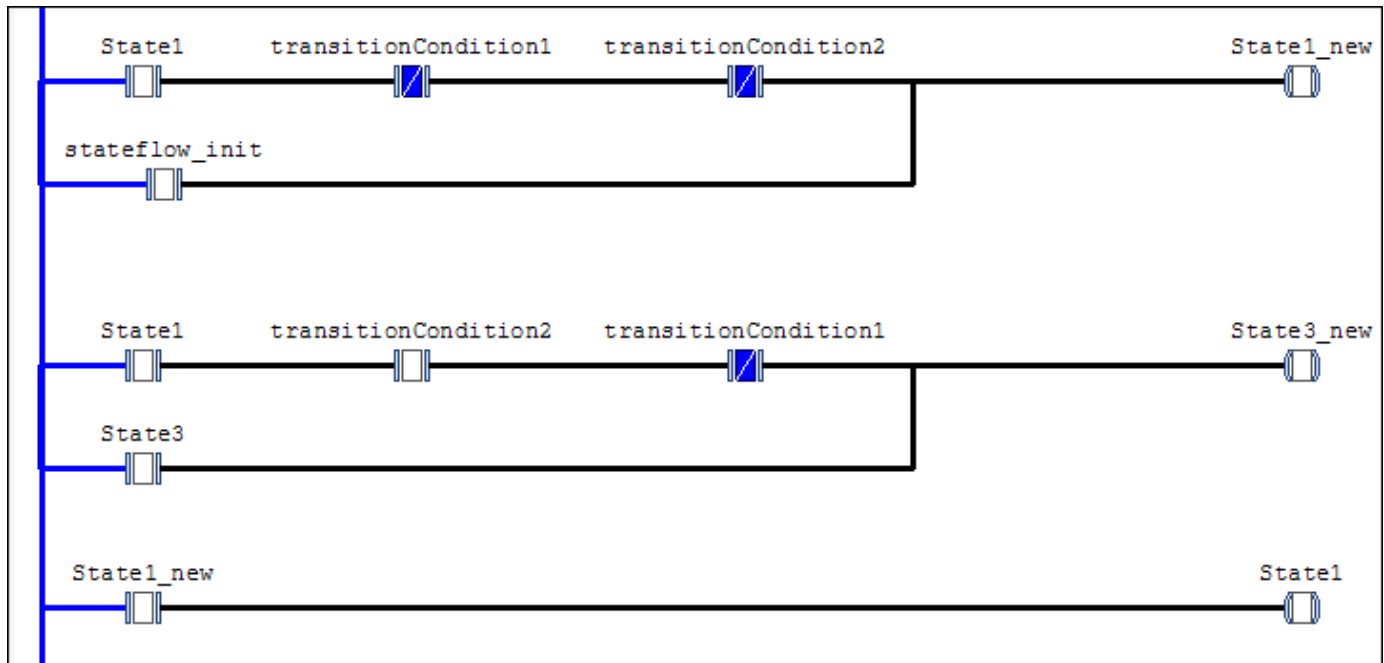 State1 transitionCondition1 transitionCondition2 State1_new
stateflow_init
State1 transitionCondition2 transitionCondition1 State3_new
State3
State1_new State1